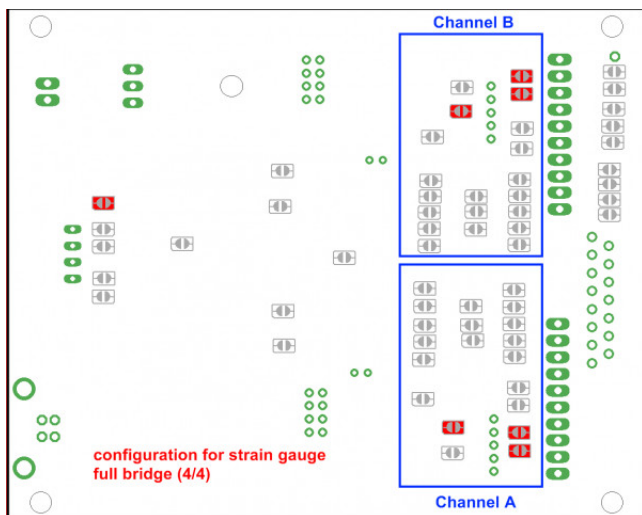 Channel B
configuration for strain gauge
full bridge (4/4)
Channel A